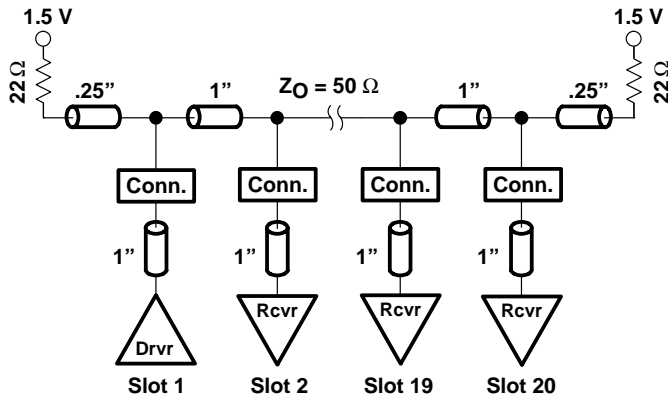 1.5 V
1.5 V
22 Ω
22 Ω
.25”
1”
Z_O = 50 Ω
1”
.25”
Conn.
Conn.
Conn.
Conn.
1”
1”
1”
1”
Drvr
Rcvr
Rcvr
Rcvr
Slot 1
Slot 2
Slot 19
Slot 20